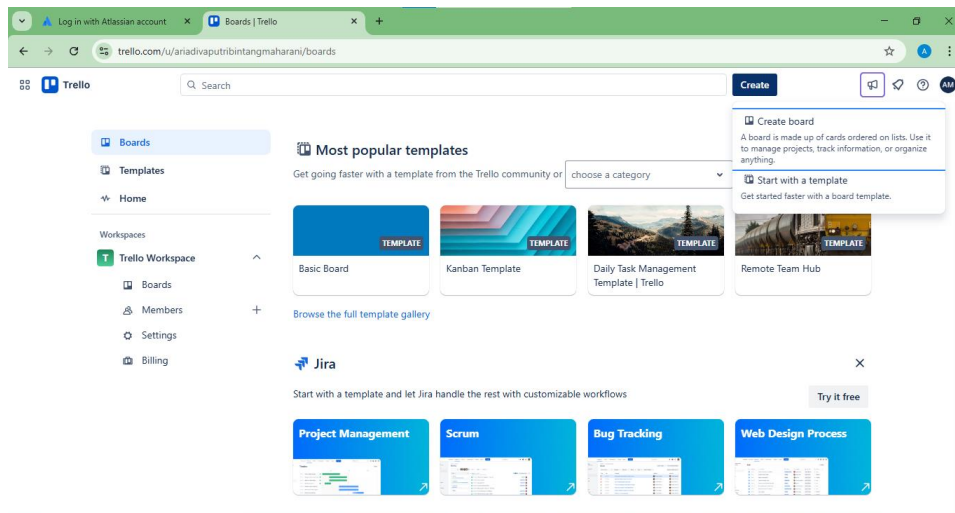 Log in with Atlassian account
Boards | Trello
trello.com/u/ariadivaputribintangmaharani/boards
A
Trello
Search
Create
AM
Create board
A board is made up of cards ordered on lists. Use it
to manage projects, track information, or organize
anything.
Start with a template
Get started faster with a board template.
Boards
Templates
Home
Workspaces
T Trello Workspace
Boards
Members
Settings
Billing
Most popular templates
Get going faster with a template from the Trello community or choose a category
TEMPLATE
Basic Board
TEMPLATE
Kanban Template
TEMPLATE
Daily Task Management
Template | Trello
TEMPLATE
Remote Team Hub
Browse the full template gallery
Jira
Start with a template and let Jira handle the rest with customizable workflows
Try it free
Project Management
Scrum
Bug Tracking
Web Design Process